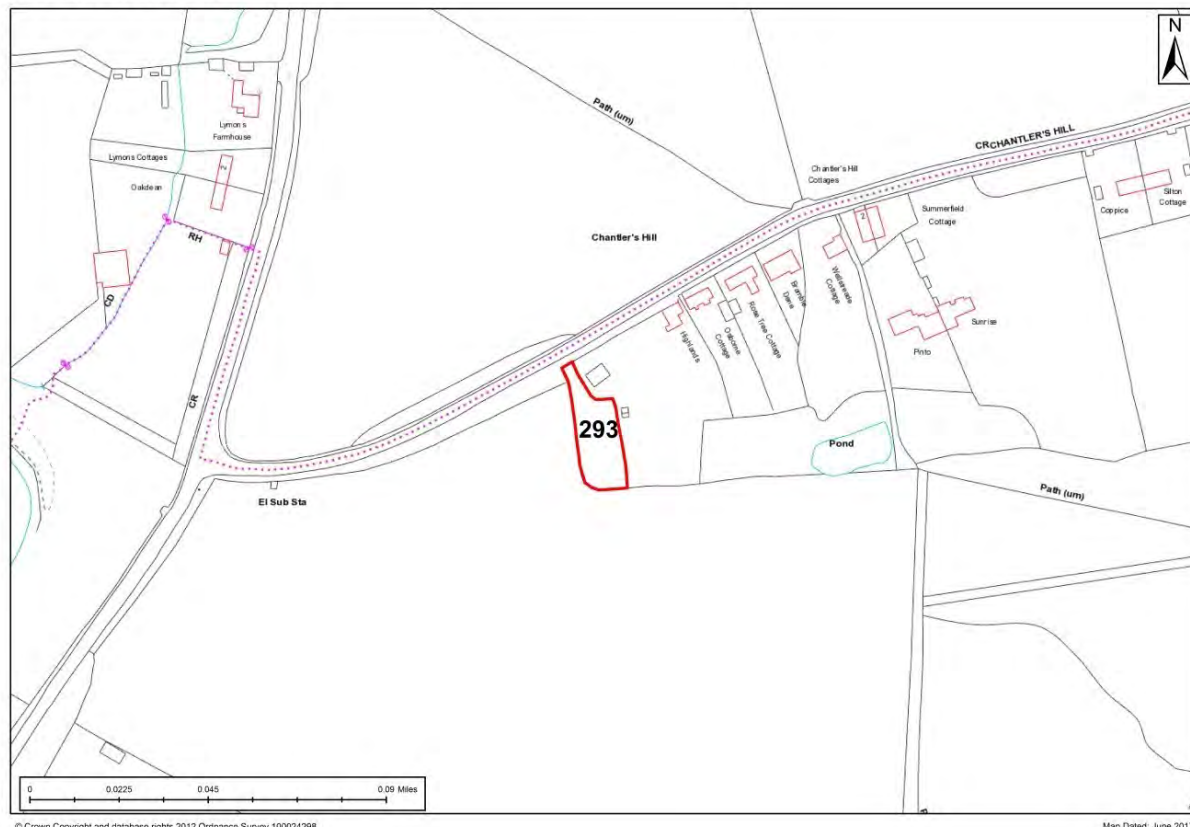 N
Path (um)
CR
CHANTLER'S HILL
Lymon's
Farmhouse
Chantler's Hill
Cottages
Lymons Cottages
2
Oakdean
Silton
Cottage
Coppice
Summerfield
Cottage
2
RH
Chantler's Hill
CD
Highlands
Osborne
Cottage
Rose Tree Cottage
Bramble
Dene
Cottage
Sunrise
Pinto
CR
293
Pond
El Sub Sta
Path (um)
0
0.0225
0.045
0.09 Miles
© Crown Copyright and database rights 2012 Ordnance Survey 100024298